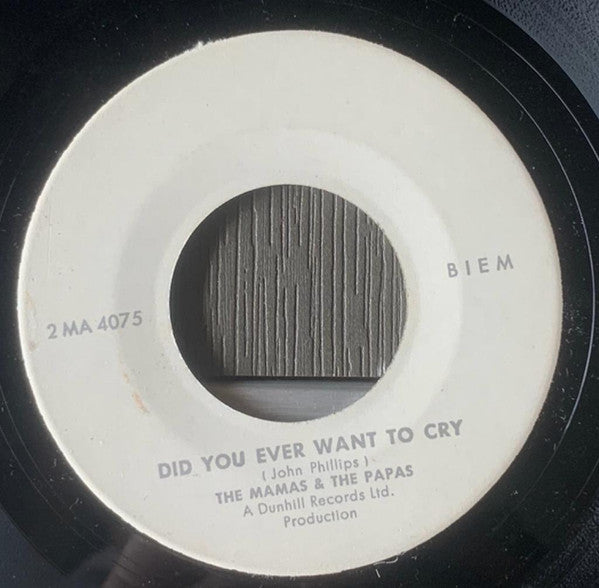 BIEM
2 MA 4075
DID YOU EVER WANT TO CRY
( John Phillips )
THE MAMAS & THE PAPAS
A Dunhill Records Ltd.
Production